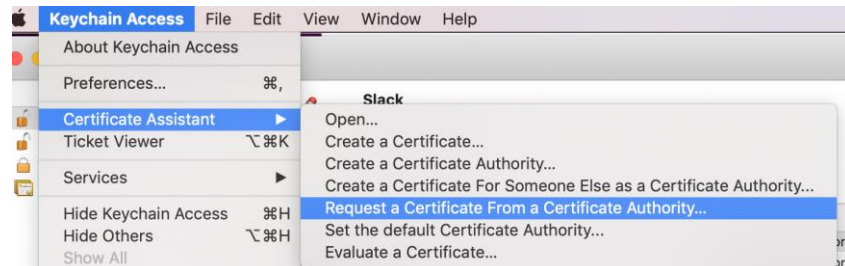 Keychain Access File Edit View Window Help
About Keychain Access
Preferences... ⌘,
Slack
Certificate Assistant ▶ Open...
Ticket Viewer ⌥⌘K Create a Certificate...
Create a Certificate Authority...
Services ▶ Create a Certificate For Someone Else as a Certificate Authority...
Hide Keychain Access ⌘H Request a Certificate From a Certificate Authority...
Hide Others ⌥⌘H Set the default Certificate Authority...
Show All Evaluate a Certificate...